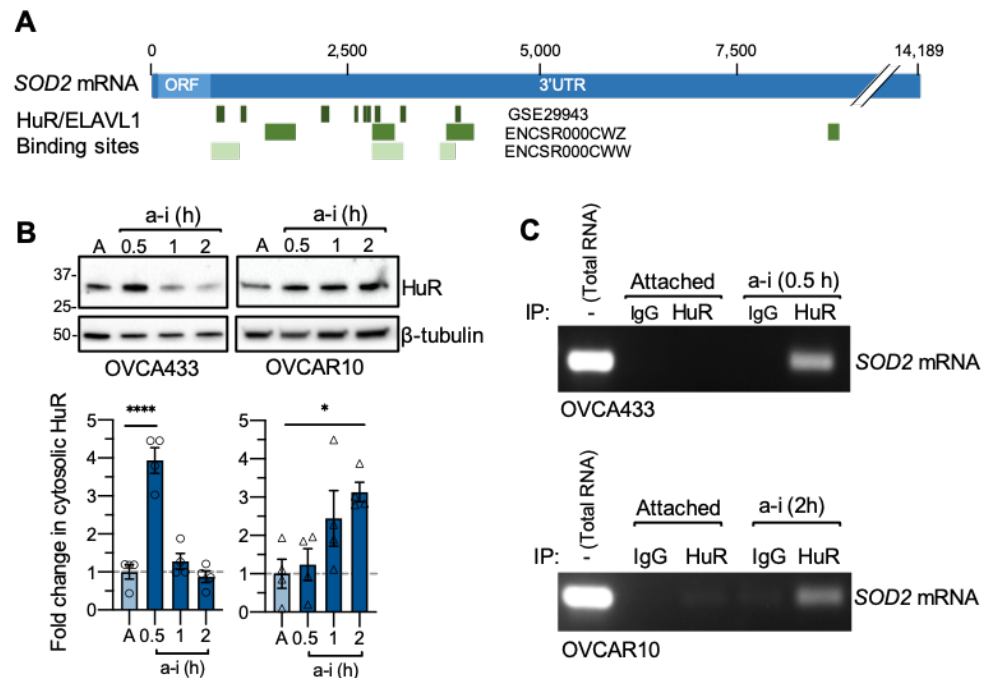 A
0 2,500 5,000 7,500 14,189
SOD2 mRNA ORF 3'UTR
HuR/ELAVL1 GSE29943
Binding sites ENCSR000CWZ
ENCSR000CWW
B
a-i (h) a-i (h)
A 0.5 1 2 A 0.5 1 2
37-
HuR
25-
50- β-tubulin
OVCA433 OVCAR10
Fold change in cytosolic HuR
**** *
5 5
4 4
3 3
2 2
1 1
0 0
A 0.5 1 2 A 0.5 1 2
a-i (h) a-i (h)
C
- (Total RNA)
Attached a-i (0.5 h)
IP: IgG HuR IgG HuR
SOD2 mRNA
OVCA433
- (Total RNA)
Attached a-i (2h)
IP: IgG HuR IgG HuR
SOD2 mRNA
OVCAR10